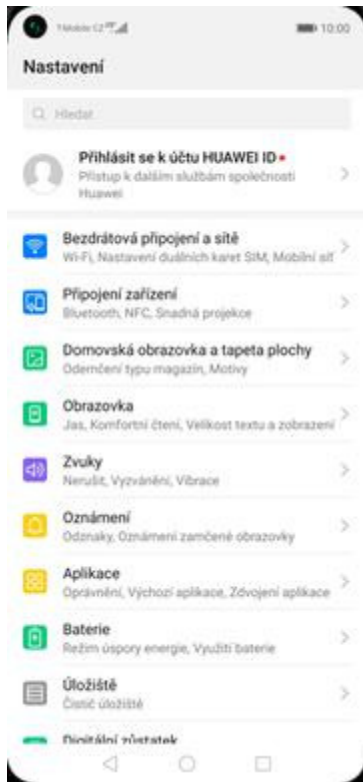 T-Mobile CZ
10:00
Nastavení
Hledat
Přihlásit se k účtu HUAWEI ID
Přístup k dalším službám společnosti
Huawei
Bezdrátová připojení a sítě
Wi-Fi, Nastavení duálních karet SIM, Mobilní síť
Připojení zařízení
Bluetooth, NFC, Snadná projekce
Domovská obrazovka a tapeta plochy
Odemčení typu magazín, Motivy
Obrazovka
Jas, Komfortní čtení, Velikost textu a zobrazení
Zvuky
Nerušit, Vyzvánění, Vibrace
Oznámení
Odznaky, Oznámení zamčené obrazovky
Aplikace
Oprávnění, Výchozí aplikace, Zdvojení aplikace
Baterie
Režim úspory energie, Využití baterie
Úložiště
Čistič úložiště
Digitální zůstatek